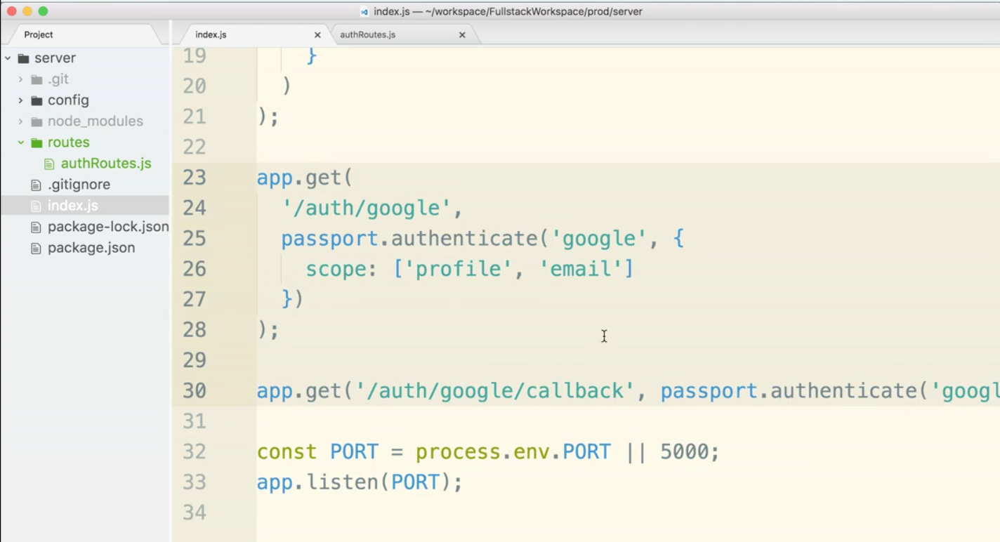 index.js — ~/workspace/FullstackWorkspace/prod/server
Project
index.js
authRoutes.js
server
.git
config
node_modules
routes
authRoutes.js
.gitignore
index.js
package-lock.json
package.json
19 }
20 )
21 );
22
23 app.get(
24 '/auth/google',
25 passport.authenticate('google', {
26 scope: ['profile', 'email']
27 })
28 );
29
30 app.get('/auth/google/callback', passport.authenticate('googl
31
32 const PORT = process.env.PORT || 5000;
33 app.listen(PORT);
34